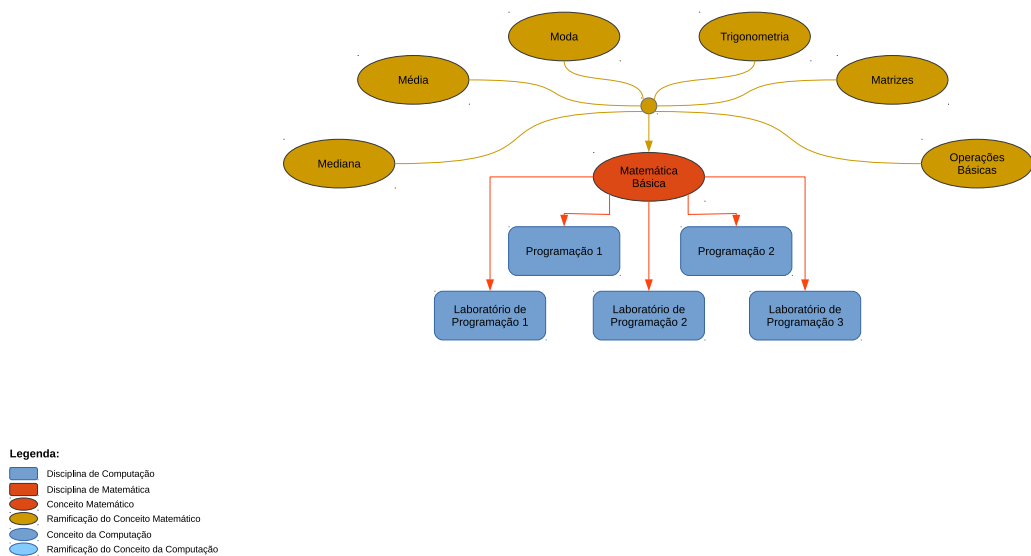 Moda
Trigonometria
Média
Matrizes
Mediana
Operações
Básicas
Matemática
Básica
Programação 1
Programação 2
Laboratório de
Programação 1
Laboratório de
Programação 2
Laboratório de
Programação 3
Legenda:
Disciplina de Computação
Disciplina de Matemática
Conceito Matemático
Ramificação do Conceito Matemático
Conceito da Computação
Ramificação do Conceito da Computação